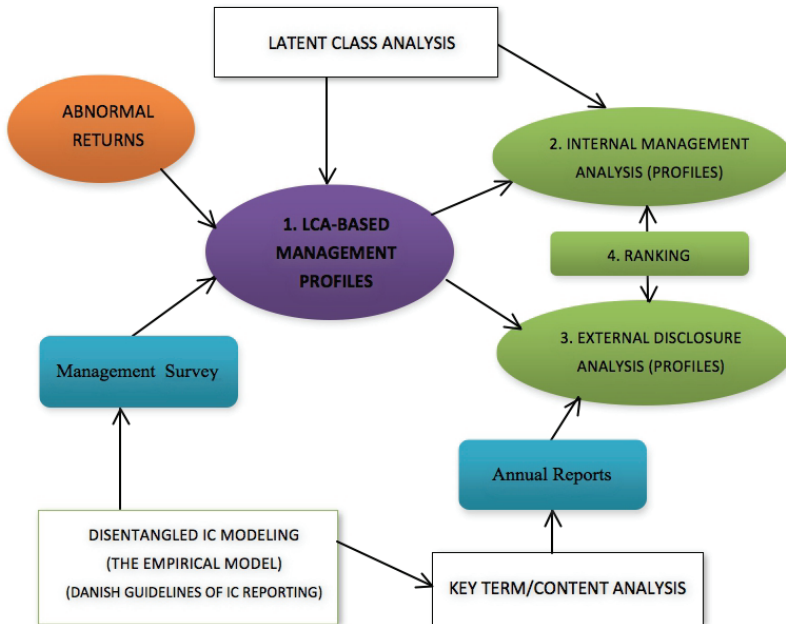 LATENT CLASS ANALYSIS
ABNORMAL
RETURNS
2. INTERNAL MANAGEMENT
ANALYSIS (PROFILES)
1. LCA-BASED
MANAGEMENT
PROFILES
4. RANKING
3. EXTERNAL DISCLOSURE
ANALYSIS (PROFILES)
Management Survey
Annual Reports
DISENTANGLED IC MODELING
(THE EMPIRICAL MODEL)
(DANISH GUIDELINES OF IC REPORTING)
KEY TERM/CONTENT ANALYSIS